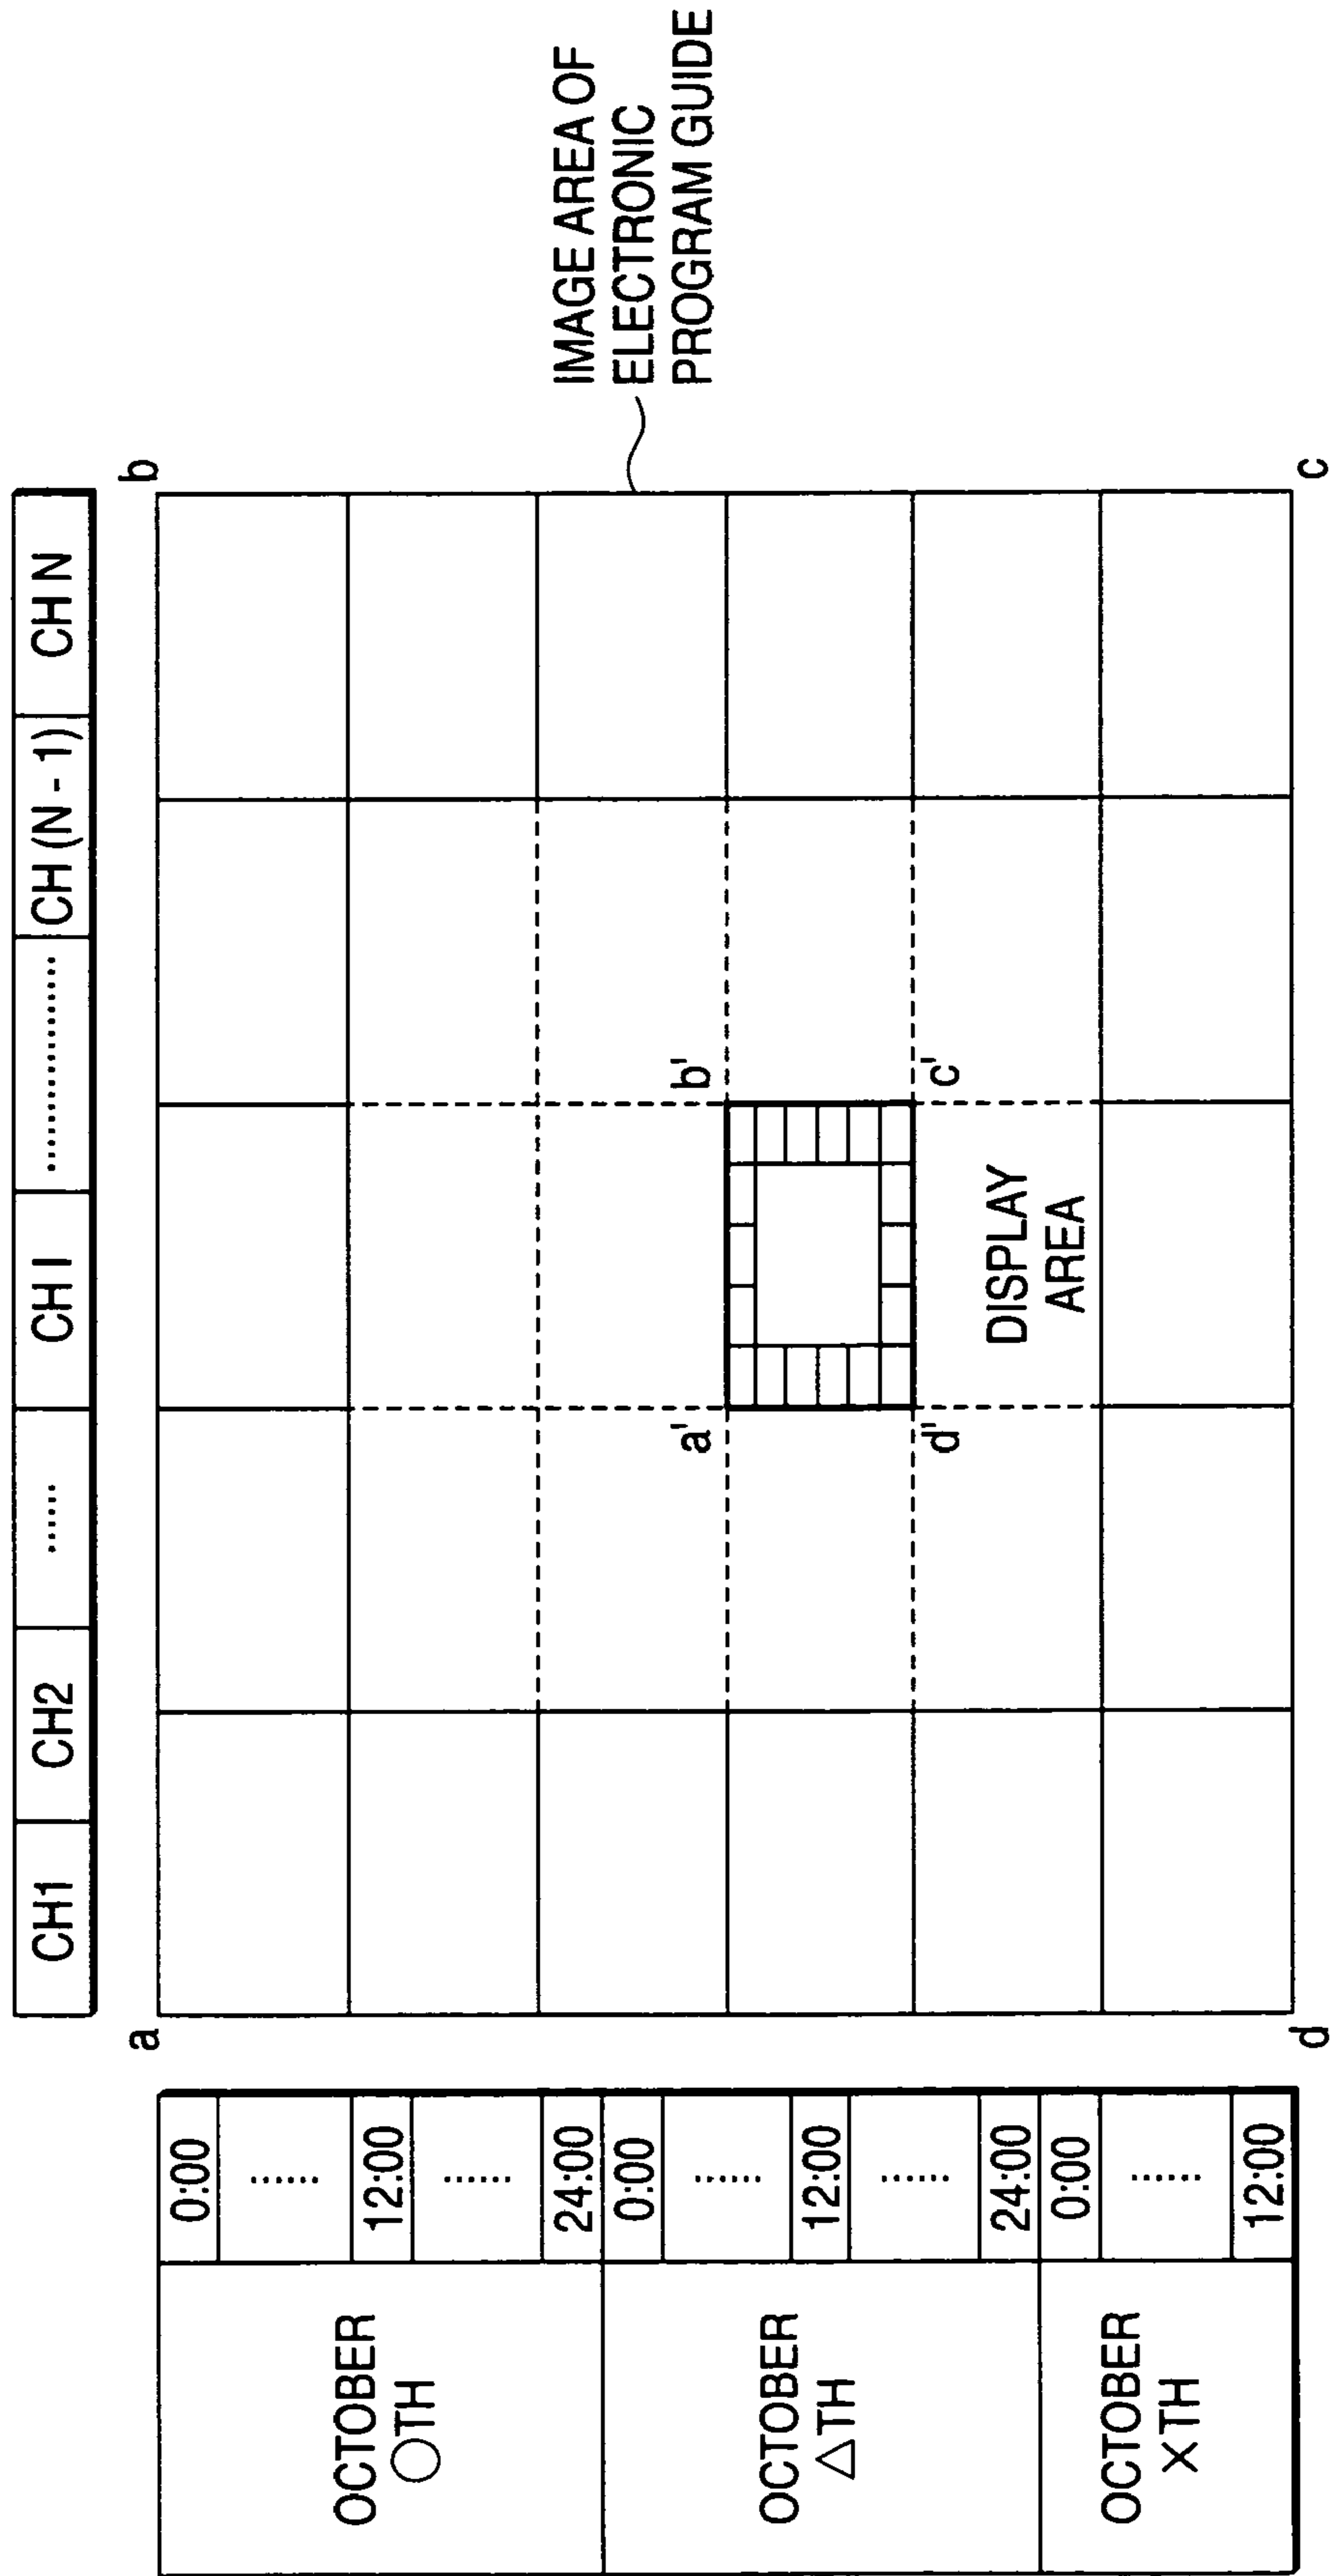 CH1
CH2
......
CH I
................
CH (N - 1)
CH N
a
b
OCTOBER
○TH
0:00
......
12:00
......
24:00
OCTOBER
△TH
0:00
......
12:00
......
24:00
OCTOBER
×TH
0:00
......
12:00
a'
b'
d'
c'
DISPLAY
AREA
IMAGE AREA OF
ELECTRONIC
PROGRAM GUIDE
d
c